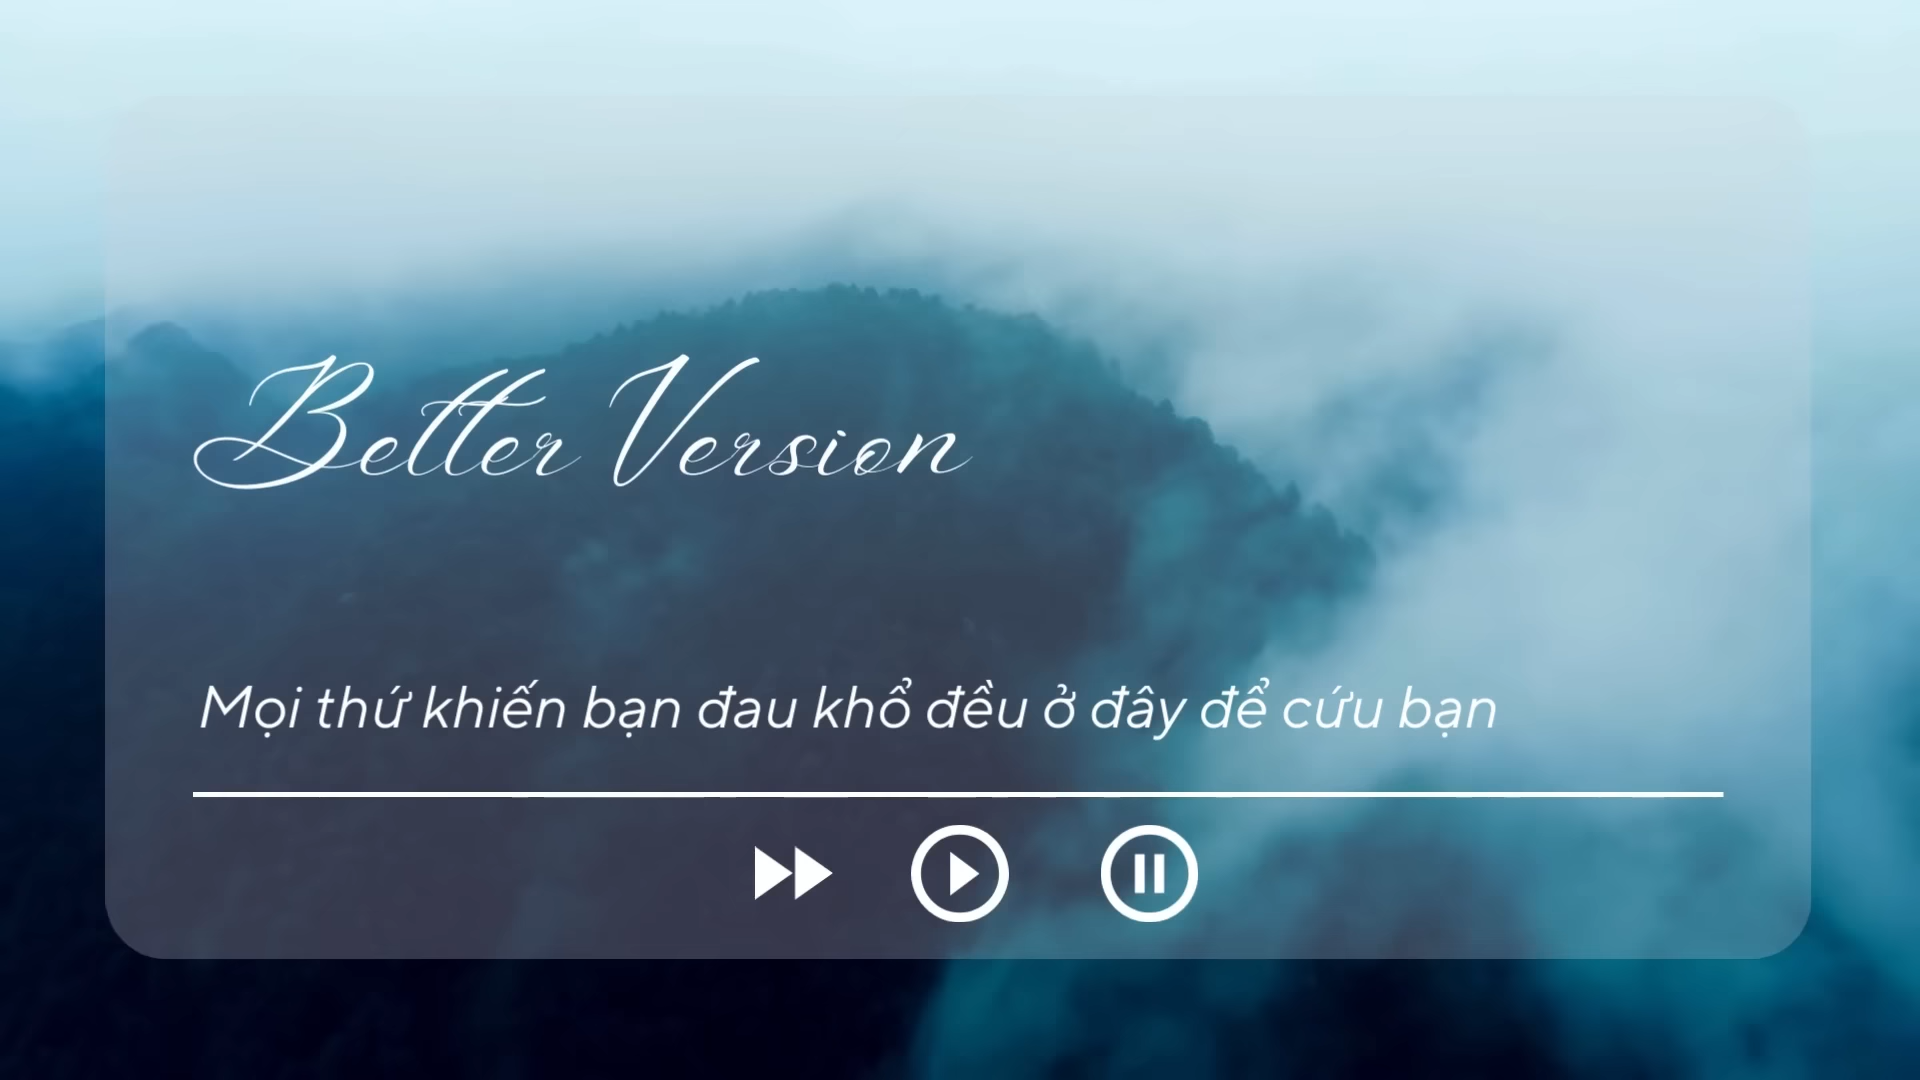 Better Version
Mọi thứ khiến bạn đau khổ đều ở đây để cứu bạn